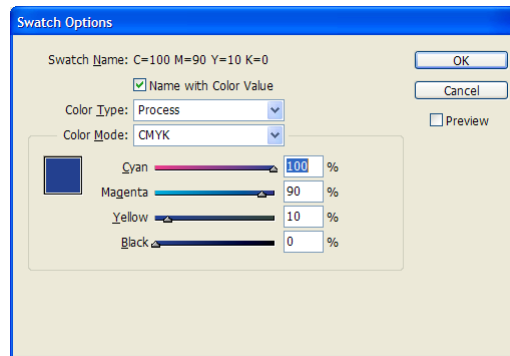 Swatch Options
Swatch Name: C=100 M=90 Y=10 K=0
OK
Name with Color Value
Cancel
Color Type: Process
Preview
Color Mode: CMYK
Cyan 100 %
Magenta 90 %
Yellow 10 %
Black 0 %